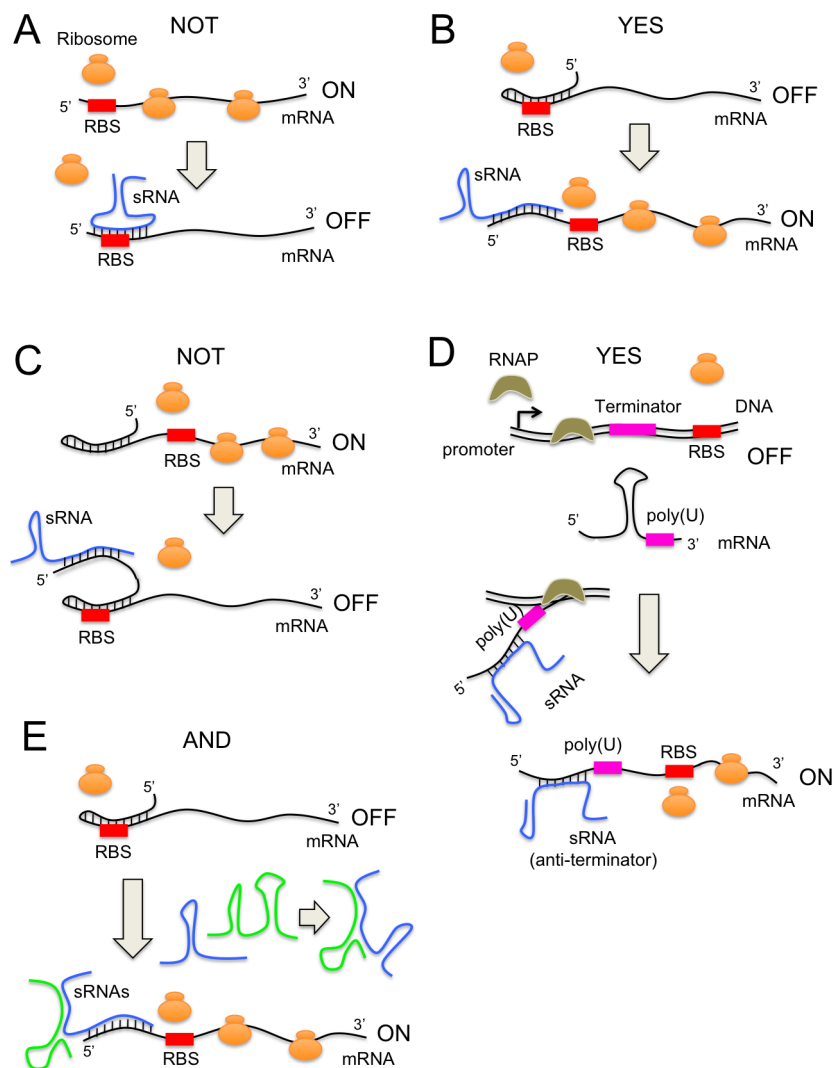 A
NOT
Ribosome
5’
RBS
3’
ON
mRNA
sRNA
5’
RBS
3’
OFF
mRNA
B
YES
5’
RBS
3’
OFF
mRNA
sRNA
5’
RBS
3’
ON
mRNA
C
NOT
5’
RBS
3’
ON
mRNA
sRNA
5’
RBS
3’
OFF
mRNA
D
YES
RNAP
promoter
Terminator
DNA
RBS
OFF
5’
poly(U)
3’
mRNA
poly(U)
5’
sRNA
poly(U)
RBS
5’
3’
ON
mRNA
sRNA
(anti-terminator)
E
AND
5’
RBS
3’
OFF
mRNA
sRNAs
5’
RBS
3’
ON
mRNA